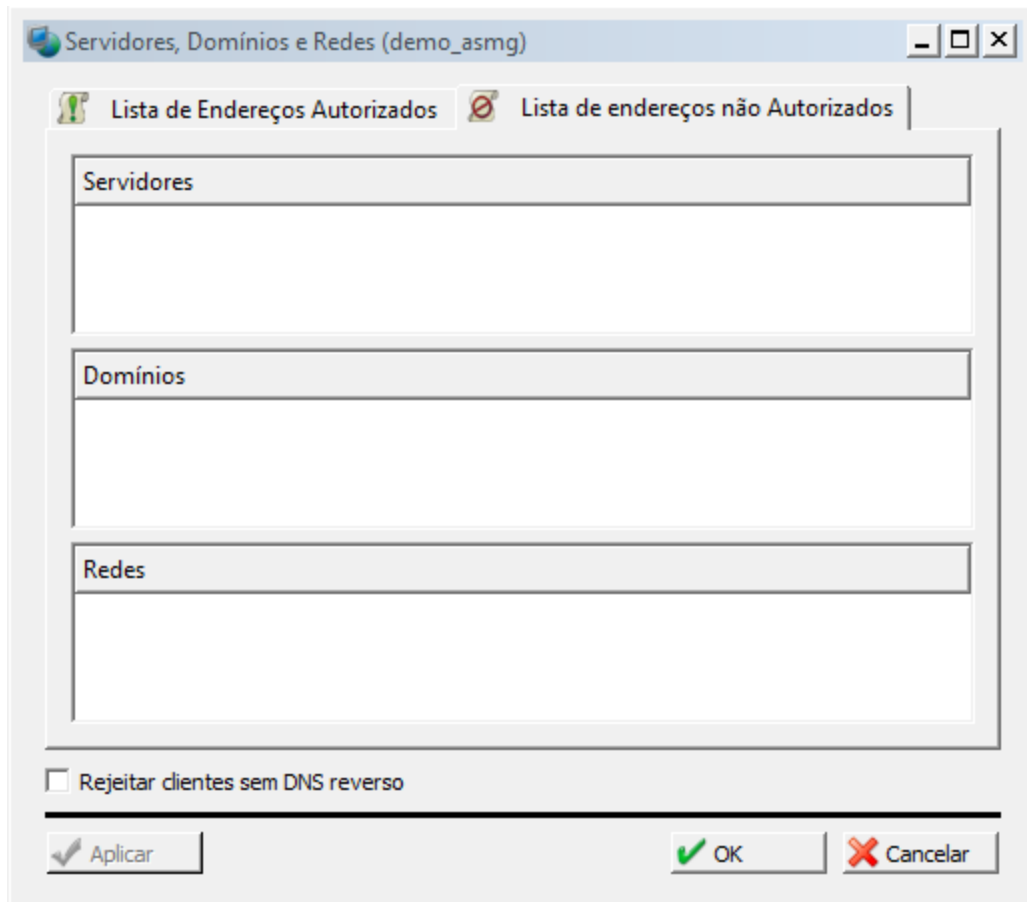 Servidores, Domínios e Redes (demo_asmg)
Lista de Endereços Autorizados
Lista de endereços não Autorizados
Servidores
Domínios
Redes
Rejeitar clientes sem DNS reverso
Aplicar
OK
Cancelar